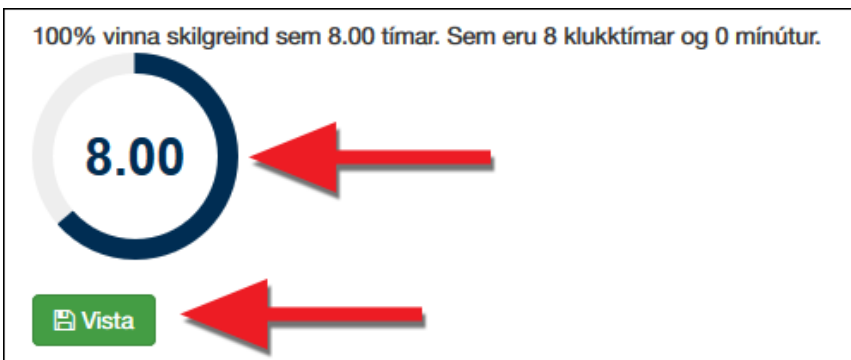 100% vinna skilgreind sem 8.00 tímar. Sem eru 8 klukktímar og 0 mínútur.
8.00
Vista